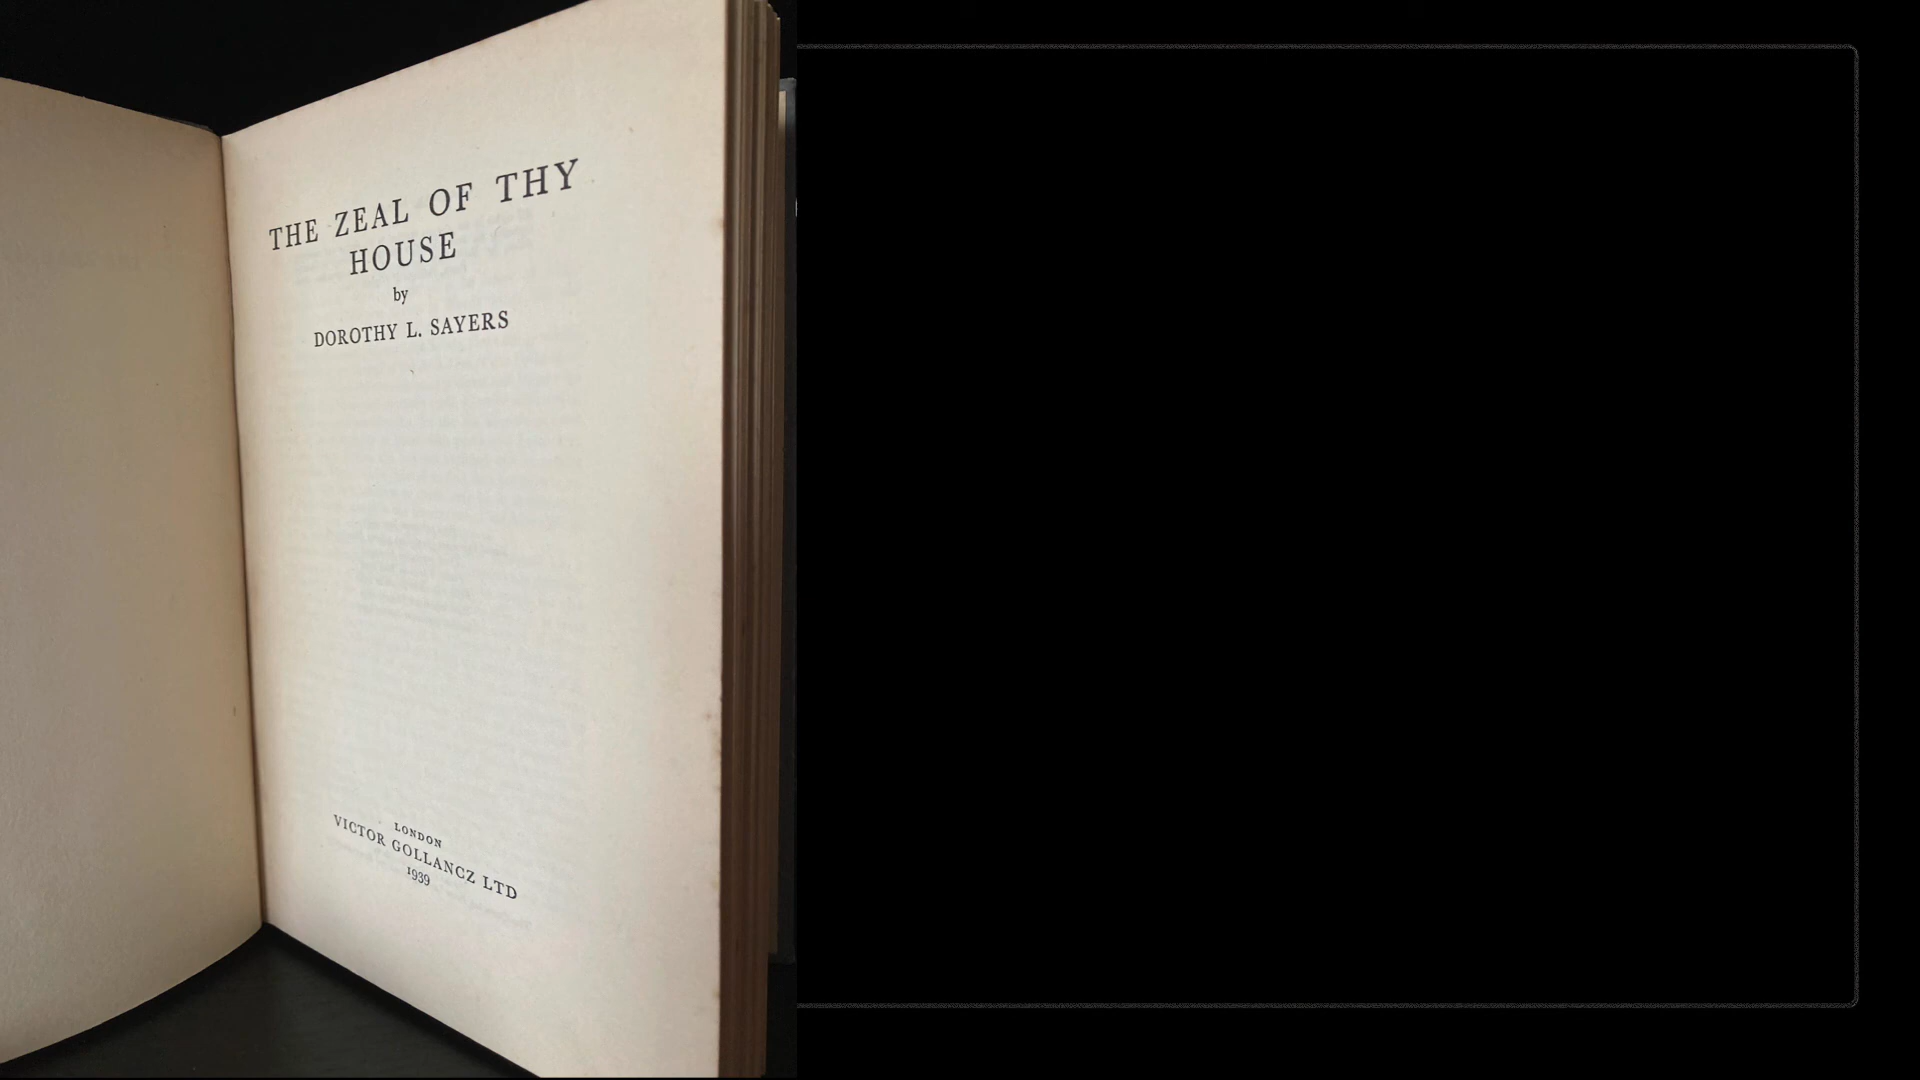 THE ZEAL OF THY
HOUSE
by
DOROTHY L. SAYERS
LONDON
VICTOR GOLLANCZ LTD
1939